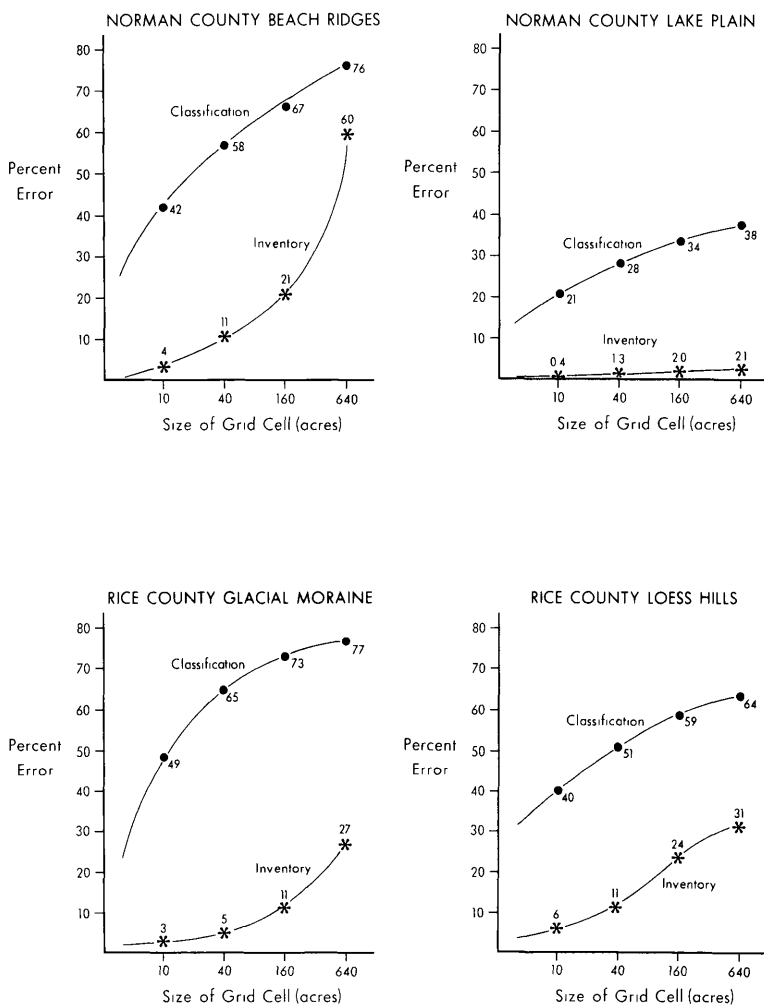 NORMAN COUNTY BEACH RIDGES
80
70
60
50
40
30
20
10
Percent
Error
Classification
42
58
67
76
Inventory
4
11
21
60
10 40 160 640
Size of Grid Cell (acres)
NORMAN COUNTY LAKE PLAIN
80
70
60
50
40
30
20
10
Percent
Error
Classification
21
28
34
38
Inventory
0 4
1 3
2 0
2 1
10 40 160 640
Size of Grid Cell (acres)
RICE COUNTY GLACIAL MORAINE
80
70
60
50
40
30
20
10
Percent
Error
Classification
49
65
73
77
Inventory
3
5
11
27
10 40 160 640
Size of Grid Cell (acres)
RICE COUNTY LOESS HILLS
80
70
60
50
40
30
20
10
Percent
Error
Classification
40
51
59
64
Inventory
6
11
24
31
10 40 160 640
Size of Grid Cell (acres)